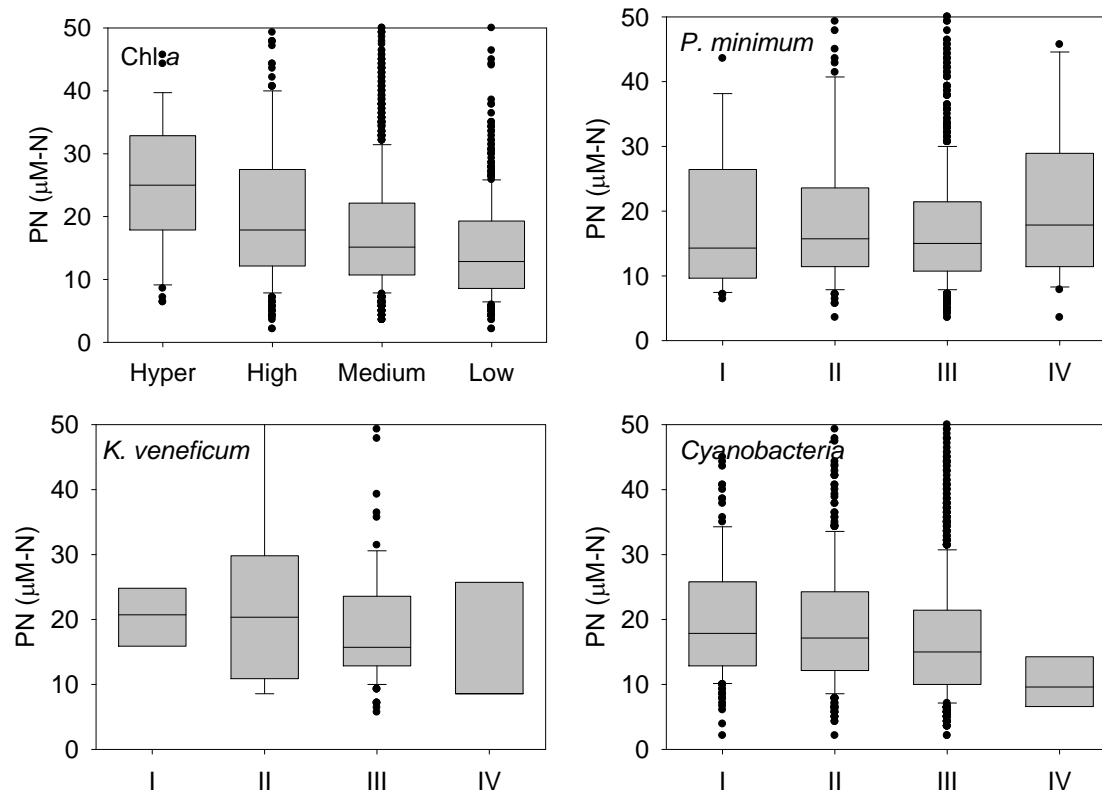 Chl a
PN (μM-N)
50
40
30
20
10
0
Hyper High Medium Low
P. minimum
PN (μM-N)
50
40
30
20
10
0
I II III IV
K. veneficum
PN (μM-N)
50
40
30
20
10
0
I II III IV
Cyanobacteria
PN (μM-N)
50
40
30
20
10
0
I II III IV